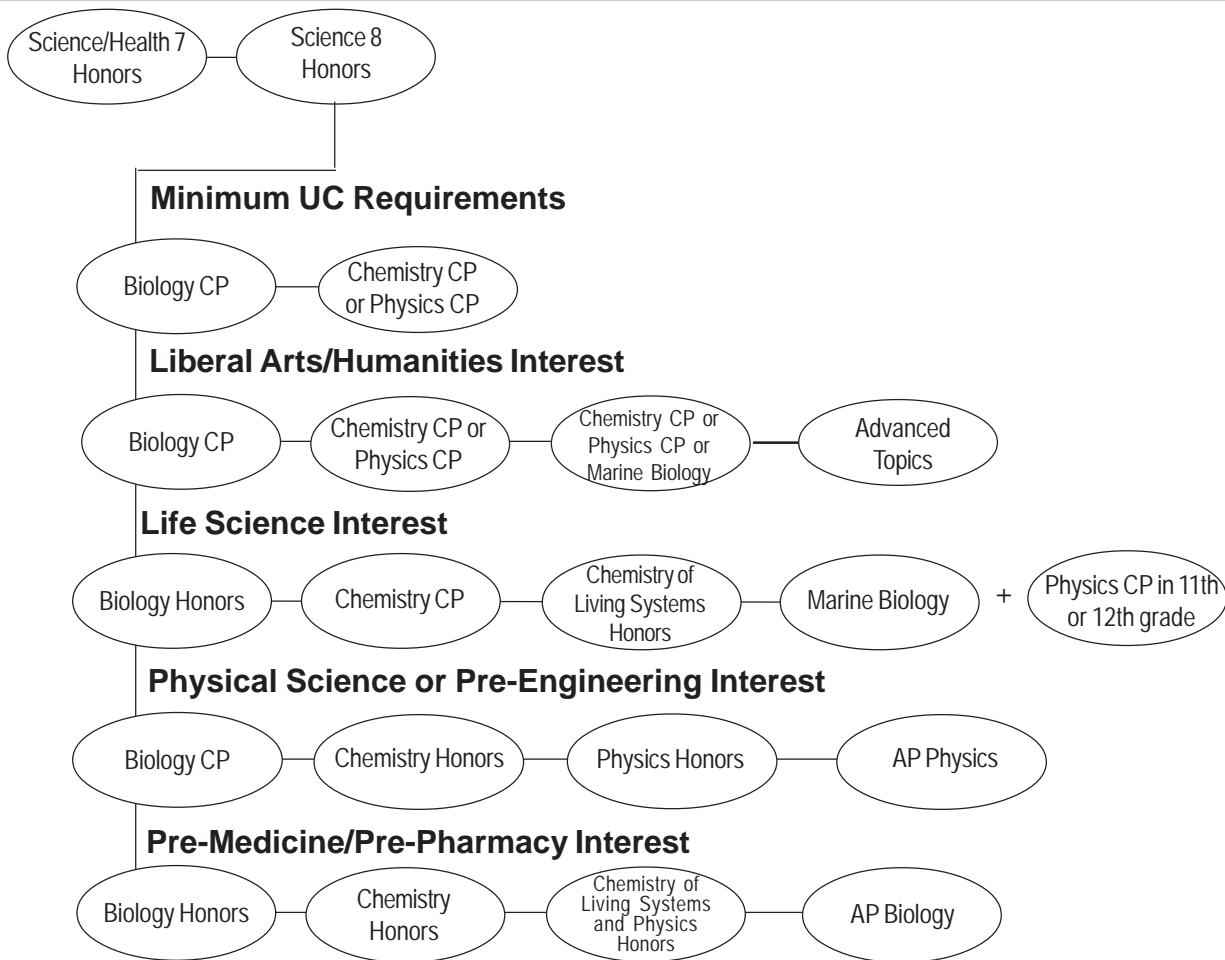 Science/Health 7
Honors
Science 8
Honors
Minimum UC Requirements
Biology CP
Chemistry CP
or Physics CP
Liberal Arts/Humanities Interest
Biology CP
Chemistry CP or
Physics CP
Chemistry CP or
Physics CP or
Marine Biology
Advanced
Topics
Life Science Interest
Biology Honors
Chemistry CP
Chemistry of
Living Systems
Honors
Marine Biology
+
Physics CP in 11th
or 12th grade
Physical Science or Pre-Engineering Interest
Biology CP
Chemistry Honors
Physics Honors
AP Physics
Pre-Medicine/Pre-Pharmacy Interest
Biology Honors
Chemistry
Honors
Chemistry of
Living Systems
and Physics
Honors
AP Biology